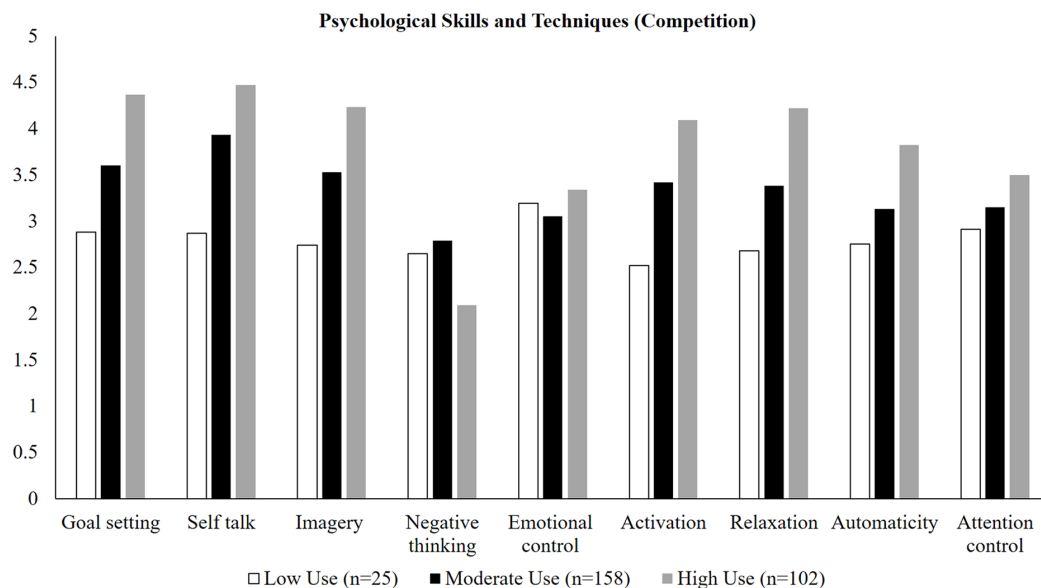 Psychological Skills and Techniques (Competition)
5
4.5
4
3.5
3
2.5
2
1.5
1
0.5
0
Goal setting
Self talk
Imagery
Negative
thinking
Emotional
control
Activation
Relaxation
Automaticity
Attention
control
Low Use (n=25) Moderate Use (n=158) High Use (n=102)